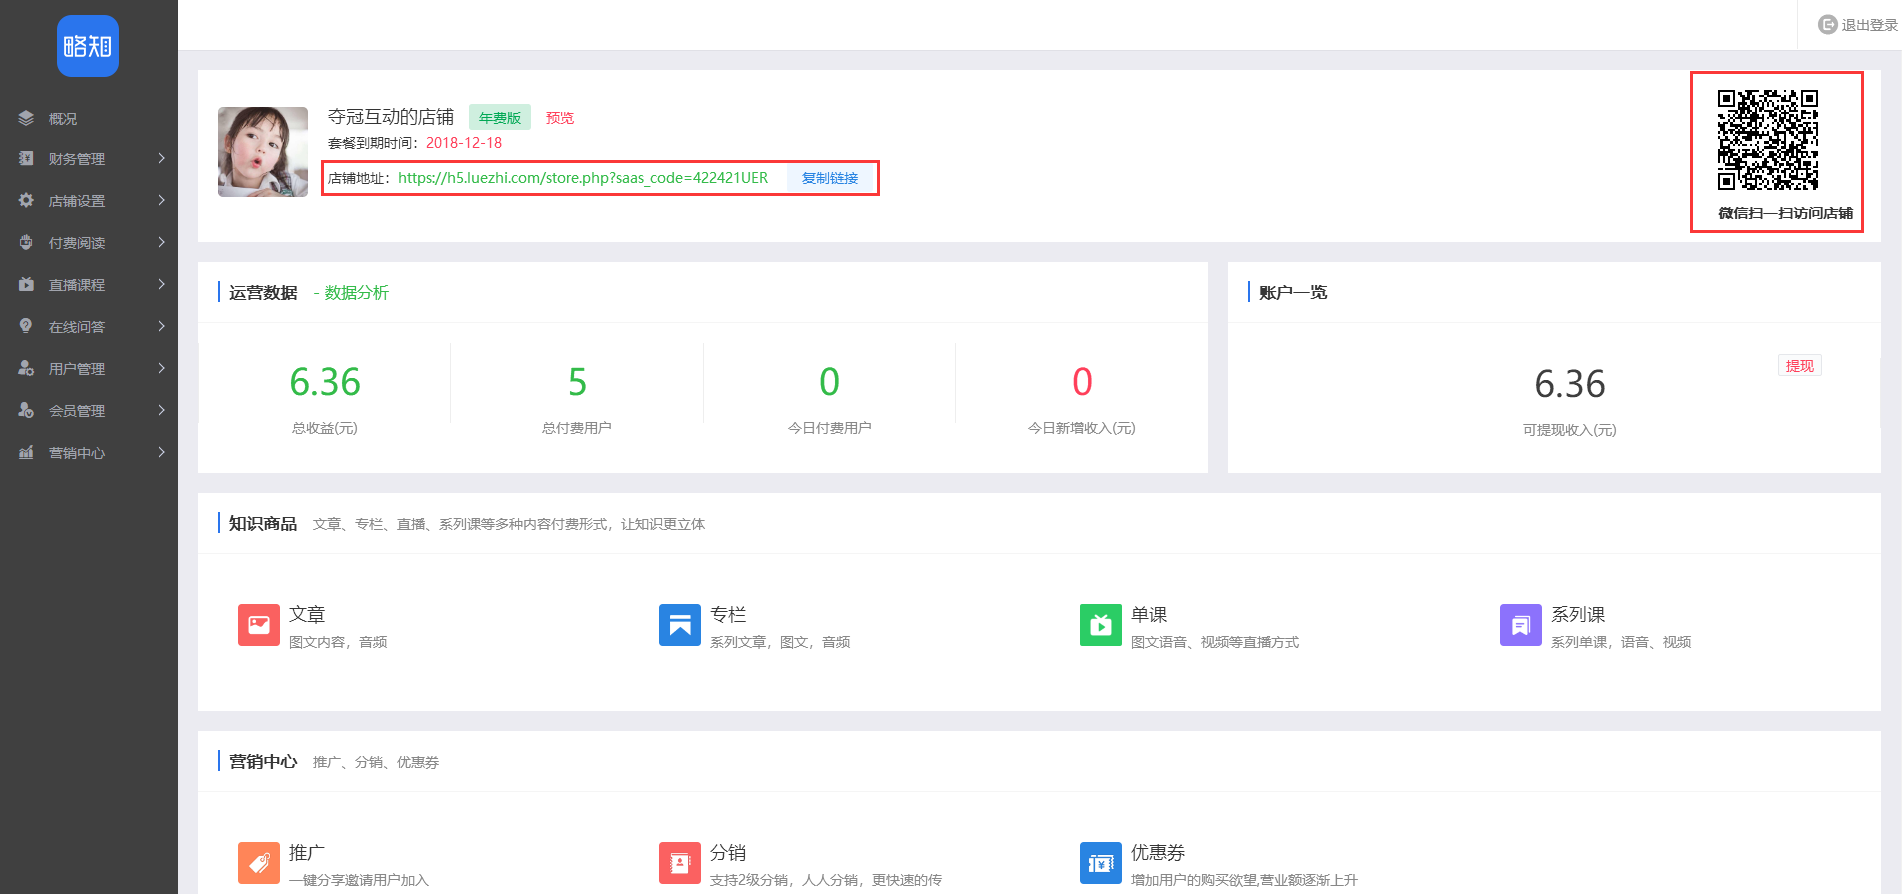 略知
退出登录
概况
财务管理
店铺设置
付费阅读
直播课程
在线问答
用户管理
会员管理
营销中心
夺冠互动的店铺 年费版 预览
套餐到期时间：2018-12-18
店铺地址：https://h5.luezhi.com/store.php?saas_code=422421UER 复制链接
微信扫一扫访问店铺
运营数据 - 数据分析
6.36 5 0 0
总收益(元) 总付费用户 今日付费用户 今日新增收入(元)
账户一览
提现
6.36
可提现收入(元)
知识商品 文章、专栏、直播、系列课等多种内容付费形式，让知识更立体
文章
图文内容，音频
专栏
系列文章，图文，音频
单课
图文语音、视频等直播方式
系列课
系列单课，语音、视频
营销中心 推广、分销、优惠券
推广
一键分享邀请用户加入
分销
支持2级分销，人人分销，更快速的传
优惠券
增加用户的购买欲望,营业额逐渐上升